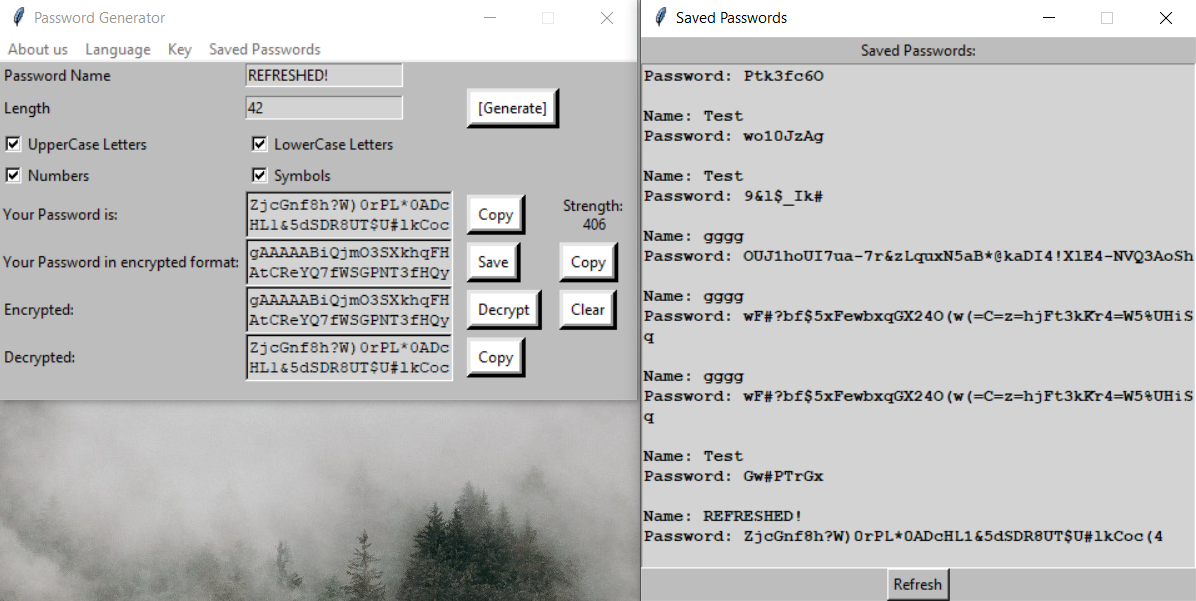 Password Generator
About us Language Key Saved Passwords
Password Name REFRESHED!
Length 42 [Generate]
UpperCase Letters LowerCase Letters
Numbers Symbols
Your Password is: ZjcGnf8h?W)0rPL*0ADc
HL1&5dSDR8UT$U#lkCoc Copy Strength:
406
Your Password in encrypted format: gAAAAABiQjmO3SXkhqFH
AtCReYQ7fWSGPNT3fHQy Save Copy
Encrypted: gAAAAABiQjmO3SXkhqFH
AtCReYQ7fWSGPNT3fHQy Decrypt Clear
Decrypted: ZjcGnf8h?W)0rPL*0ADc
HL1&5dSDR8UT$U#lkCoc Copy
Saved Passwords
Saved Passwords:
Password: Ptk3fc6O
Name: Test
Password: wo10JzAg
Name: Test
Password: 9&l$_Ik#
Name: gggg
Password: OUJ1hoUI7ua-7r&zLquxN5aB*@kaDI4!XlE4-NVQ3AoSh
Name: gggg
Password: wF#?bf$5xFewbxqGX24O(w(=C=z=hjFt3kKr4=W5%UHiS
q
Name: gggg
Password: wF#?bf$5xFewbxqGX24O(w(=C=z=hjFt3kKr4=W5%UHiS
q
Name: Test
Password: Gw#PTrGx
Name: REFRESHED!
Password: ZjcGnf8h?W)0rPL*0ADcHL1&5dSDR8UT$U#lkCoc(4
Refresh